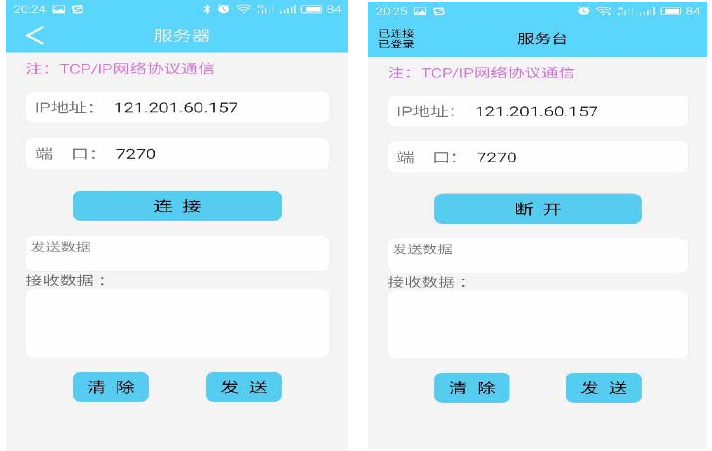 20:24
84
服务器
注：TCP/IP网络协议通信
IP地址： 121.201.60.157
端 口： 7270
连 接
发送数据
接收数据：
清 除
发 送
20:25
84
已连接
已登录
服务台
注：TCP/IP网络协议通信
IP地址： 121.201.60.157
端 口： 7270
断 开
发送数据
接收数据：
清 除
发 送